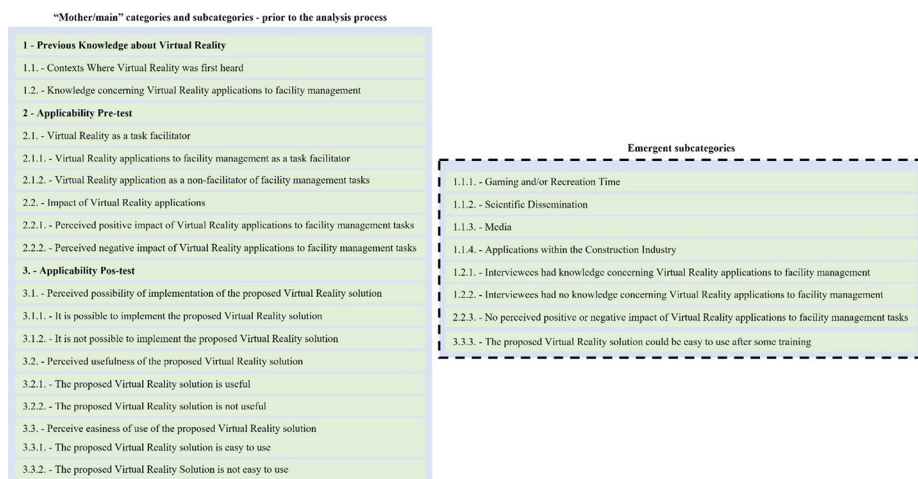 “Mother/main” categories and subcategories - prior to the analysis process
1 - Previous Knowledge about Virtual Reality
1.1. - Contexts Where Virtual Reality was first heard
1.2. - Knowledge concerning Virtual Reality applications to facility management
2 - Applicability Pre-test
2.1. - Virtual Reality as a task facilitator
2.1.1. - Virtual Reality applications to facility management as a task facilitator
2.1.2. - Virtual Reality application as a non-facilitator of facility management tasks
2.2. - Impact of Virtual Reality applications
2.2.1. - Perceived positive impact of Virtual Reality applications to facility management tasks
2.2.2. - Perceived negative impact of Virtual Reality applications to facility management tasks
3. - Applicability Pos-test
3.1. - Perceived possibility of implementation of the proposed Virtual Reality solution
3.1.1. - It is possible to implement the proposed Virtual Reality solution
3.1.2. - It is not possible to implement the proposed Virtual Reality solution
3.2. - Perceived usefulness of the proposed Virtual Reality solution
3.2.1. - The proposed Virtual Reality solution is useful
3.2.2. - The proposed Virtual Reality solution is not useful
3.3. - Perceive easiness of use of the proposed Virtual Reality solution
3.3.1. - The proposed Virtual Reality solution is easy to use
3.3.2. - The proposed Virtual Reality Solution is not easy to use
Emergent subcategories
1.1.1. - Gaming and/or Recreation Time
1.1.2. - Scientific Dissemination
1.1.3. - Media
1.1.4. - Applications within the Construction Industry
1.2.1. - Interviewees had knowledge concerning Virtual Reality applications to facility management
1.2.2. - Interviewees had no knowledge concerning Virtual Reality applications to facility management
2.2.3. - No perceived positive or negative impact of Virtual Reality applications to facility management tasks
3.3.3. - The proposed Virtual Reality solution could be easy to use after some training